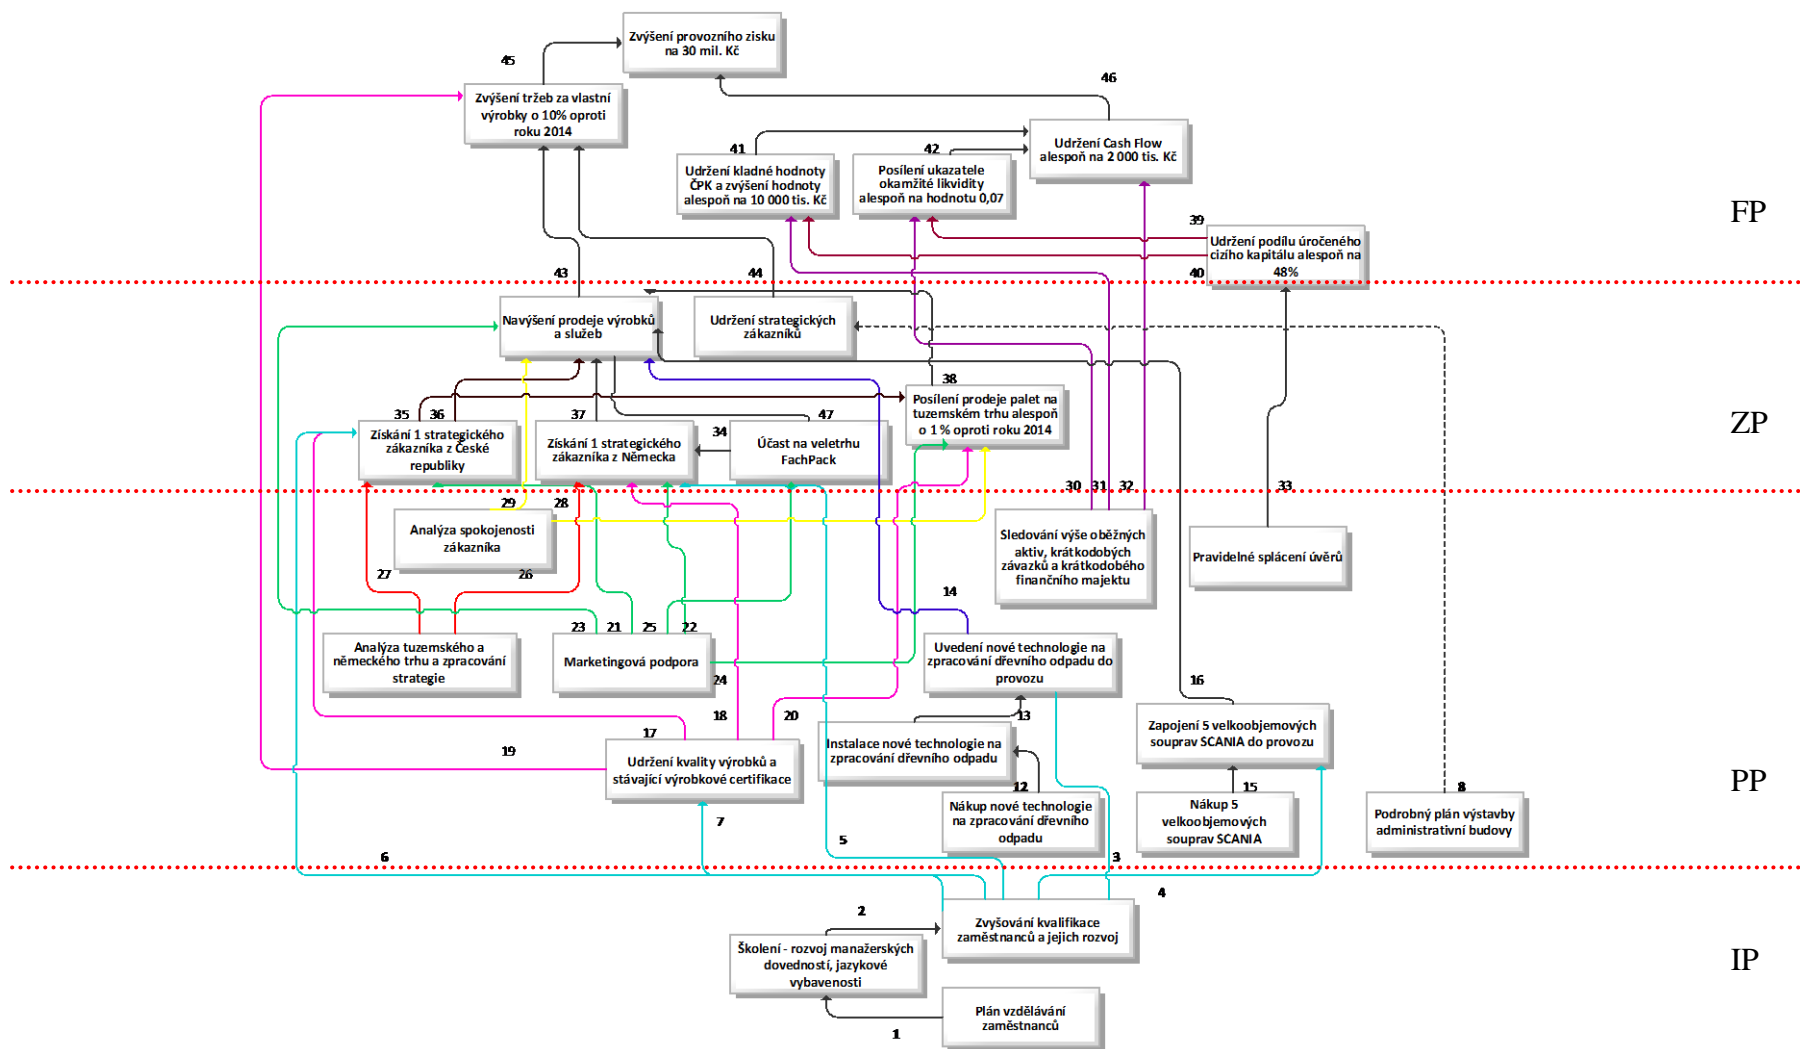 Zvýšení provozního zisku
na 30 mil. Kč
45
46
Zvýšení tržeb za vlastní
výrobky o 10% oproti
roku 2014
Udržení Cash Flow
alespoň na 2 000 tis. Kč
41
42
Udržení kladné hodnoty
ČPK a zvýšení hodnoty
alespoň na 10 000 tis. Kč
Posílení ukazatele
okamžité likvidity
alespoň na hodnotu 0,07
FP
39
Udržení podílu úročeného
cizího kapitálu alespoň na
48%
43
44
40
Navýšení prodeje výrobků
a služeb
Udržení strategických
zákazníků
38
Posílení prodeje palet na
tuzemském trhu alespoň
o 1 % oproti roku 2014
35
36
37
47
ZP
Získání 1 strategického
zákazníka z České
republiky
Získání 1 strategického
zákazníka z Německa
34
Účast na veletrhu
FachPack
29
28
30
31
32
33
Analýza spokojenosti
zákazníka
Sledování výše oběžných
aktiv, krátkodobých
závazků a krátkodobého
finančního majektu
Pravidelné splácení úvěrů
27
26
14
23
21
25
22
Analýza tuzemského a
německého trhu a zpracování
strategie
Marketingová podpora
Uvedení nové technologie na
zpracování dřevního odpadu do
provozu
24
16
18
20
13
17
19
Udržení kvality výrobků a
stávající výrobkové certifikace
Instalace nové technologie na
zpracování dřevního odpadu
Zapojení 5 velkoobjemových
souprav SCANIA do provozu
PP
12
15
8
Nákup nové technologie
na zpracování dřevního
odpadu
Nákup 5
velkoobjemových
souprav SCANIA
Podrobný plán výstavby
administrativní budovy
7
5
6
3
4
2
Zvyšování kvalifikace
zaměstnanců a jejich rozvoj
Školení - rozvoj manažerských
dovedností, jazykové
vybavenosti
IP
Plán vzdělávání
zaměstnanců
1